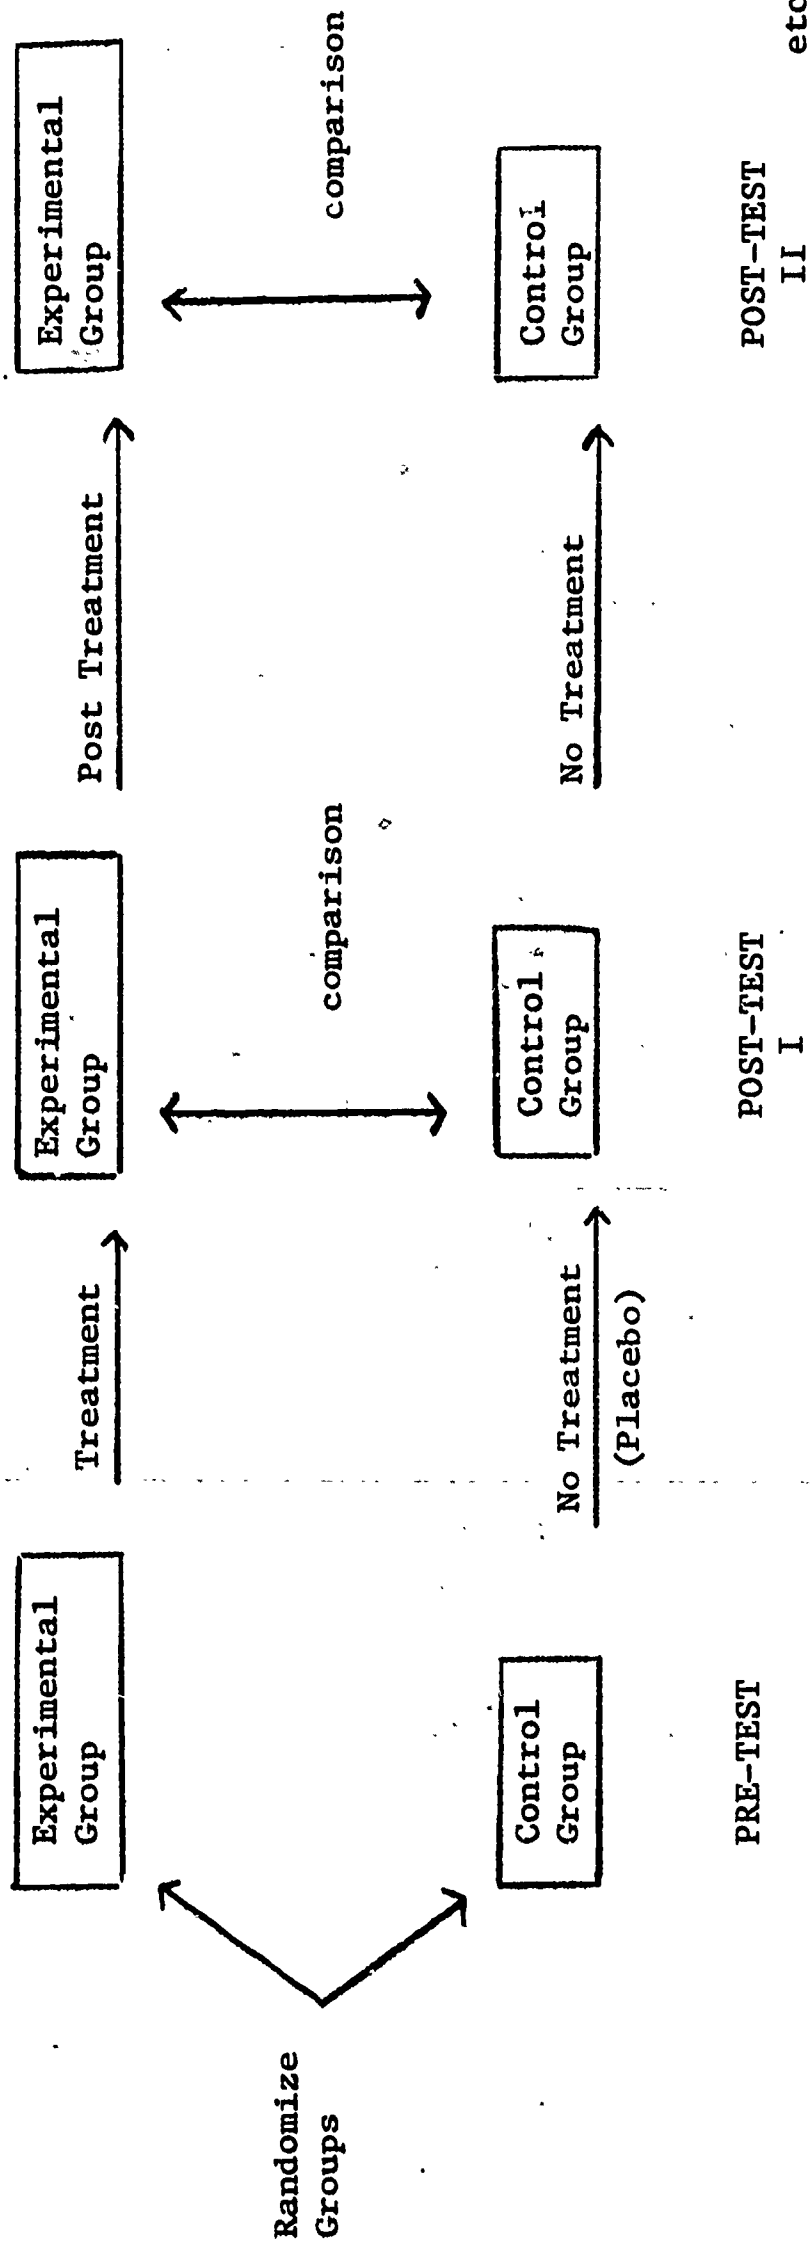 Randomize
Groups
Experimental
Group
Control
Group
PRE-TEST
Treatment
No Treatment
(Placebo)
Experimental
Group
comparison
Control
Group
POST-TEST
I
Post Treatment
No Treatment
Experimental
Group
comparison
Control
Group
POST-TEST
II